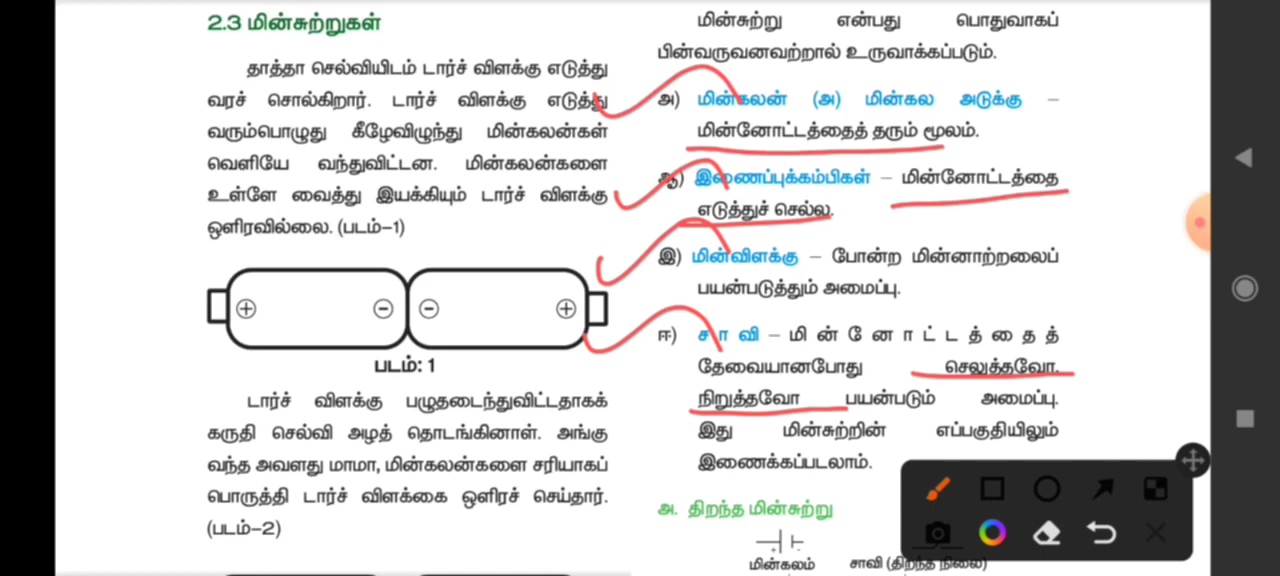 2.3 மின்சுற்றுகள்
தாத்தா செல்வியிடம் டார்ச் விளக்கு எடுத்து
வரச் சொல்கிறார். டார்ச் விளக்கு எடுத்து
வரும்பொழுது கீழேவிழுந்து மின்கலன்கள்
வெளியே வந்துவிட்டன. மின்கலன்களை
உள்ளே வைத்து இயக்கியும் டார்ச் விளக்கு
ஒளிரவில்லை. (படம்-1)
+ − − +
படம்: 1
டார்ச் விளக்கு பழுதடைந்துவிட்டதாகக்
கருதி செல்வி அழத் தொடங்கினாள். அங்கு
வந்த அவளது மாமா, மின்கலன்களை சரியாகப்
பொருத்தி டார்ச் விளக்கை ஒளிரச் செய்தார்.
(படம்-2)
மின்சுற்று என்பது பொதுவாகப்
பின்வருவனவற்றால் உருவாக்கப்படும்.
அ) மின்கலன் (அ) மின்கல அடுக்கு –
மின்னோட்டத்தைத் தரும் மூலம்.
ஆ) இணைப்புக்கம்பிகள் – மின்னோட்டத்தை
எடுத்துச் செல்ல.
இ) மின்விளக்கு – போன்ற மின்னாற்றலைப்
பயன்படுத்தும் அமைப்பு.
ஈ) சாவி – மின்னோட்டத்தைத்
தேவையானபோது செலுத்தவோ.
நிறுத்தவோ பயன்படும் அமைப்பு.
இது மின்சுற்றின் எப்பகுதியிலும்
இணைக்கப்படலாம்.
அ. திறந்த மின்சுற்று
+ -
மின்கலம் சாவி (திறந்த நிலை)